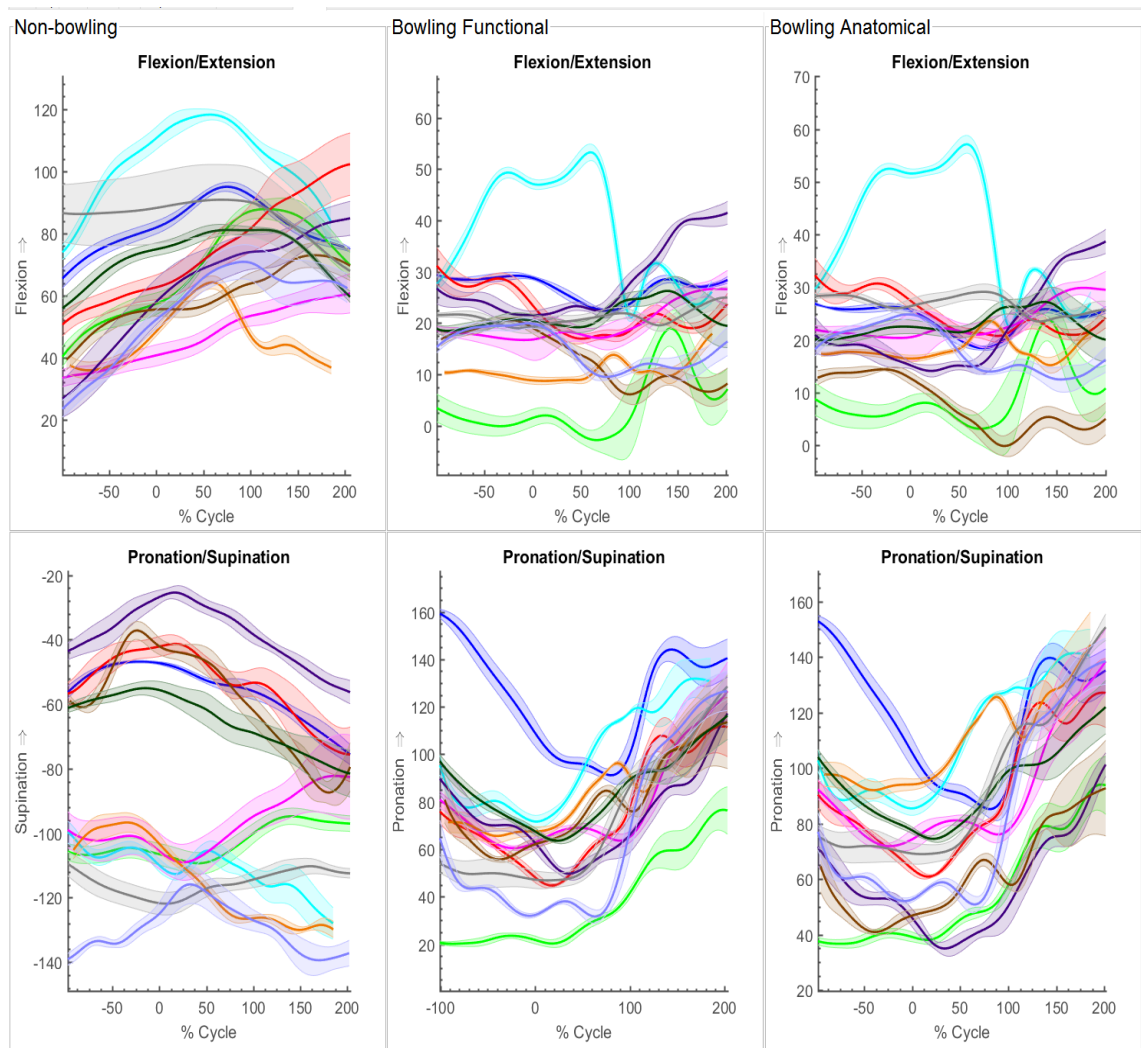 Non-bowling
Bowling Functional
Bowling Anatomical
Flexion/Extension
120
100
80
60
40
20
-50 0 50 100 150 200
% Cycle
Flexion ⇒
Flexion/Extension
60
50
40
30
20
10
0
-50 0 50 100 150 200
% Cycle
Flexion ⇒
Flexion/Extension
70
60
50
40
30
20
10
0
-50 0 50 100 150 200
% Cycle
Flexion ⇒
Pronation/Supination
-20
-40
-60
-80
-100
-120
-140
-50 0 50 100 150 200
% Cycle
Supination ⇒
Pronation/Supination
160
140
120
100
80
60
40
20
-100 0 100 200
% Cycle
Pronation ⇒
Pronation/Supination
160
140
120
100
80
60
40
20
-50 0 50 100 150 200
% Cycle
Pronation ⇒